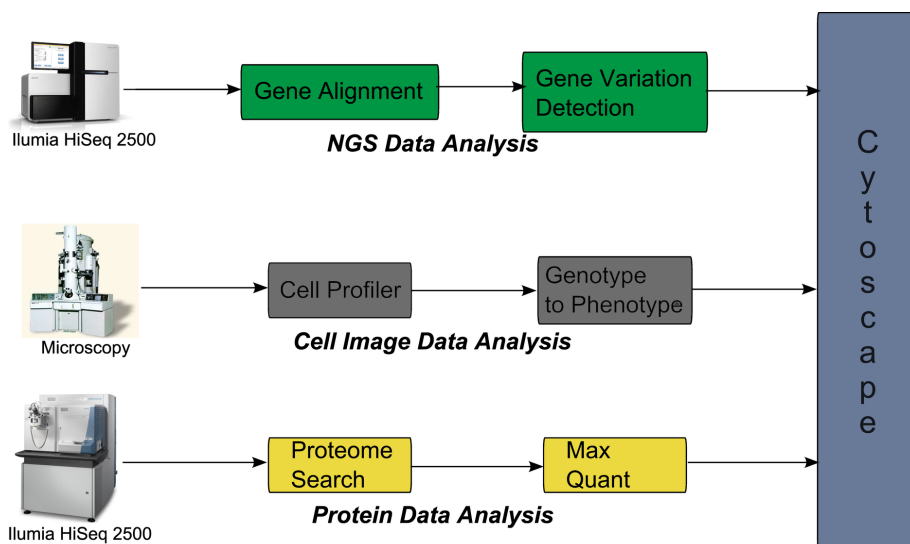 Ilumia HiSeq 2500
Gene Alignment
Gene Variation
Detection
NGS Data Analysis
Microscopy
Cell Profiler
Genotype
to Phenotype
Cell Image Data Analysis
Ilumia HiSeq 2500
Proteome
Search
Max
Quant
Protein Data Analysis
Cytoscape